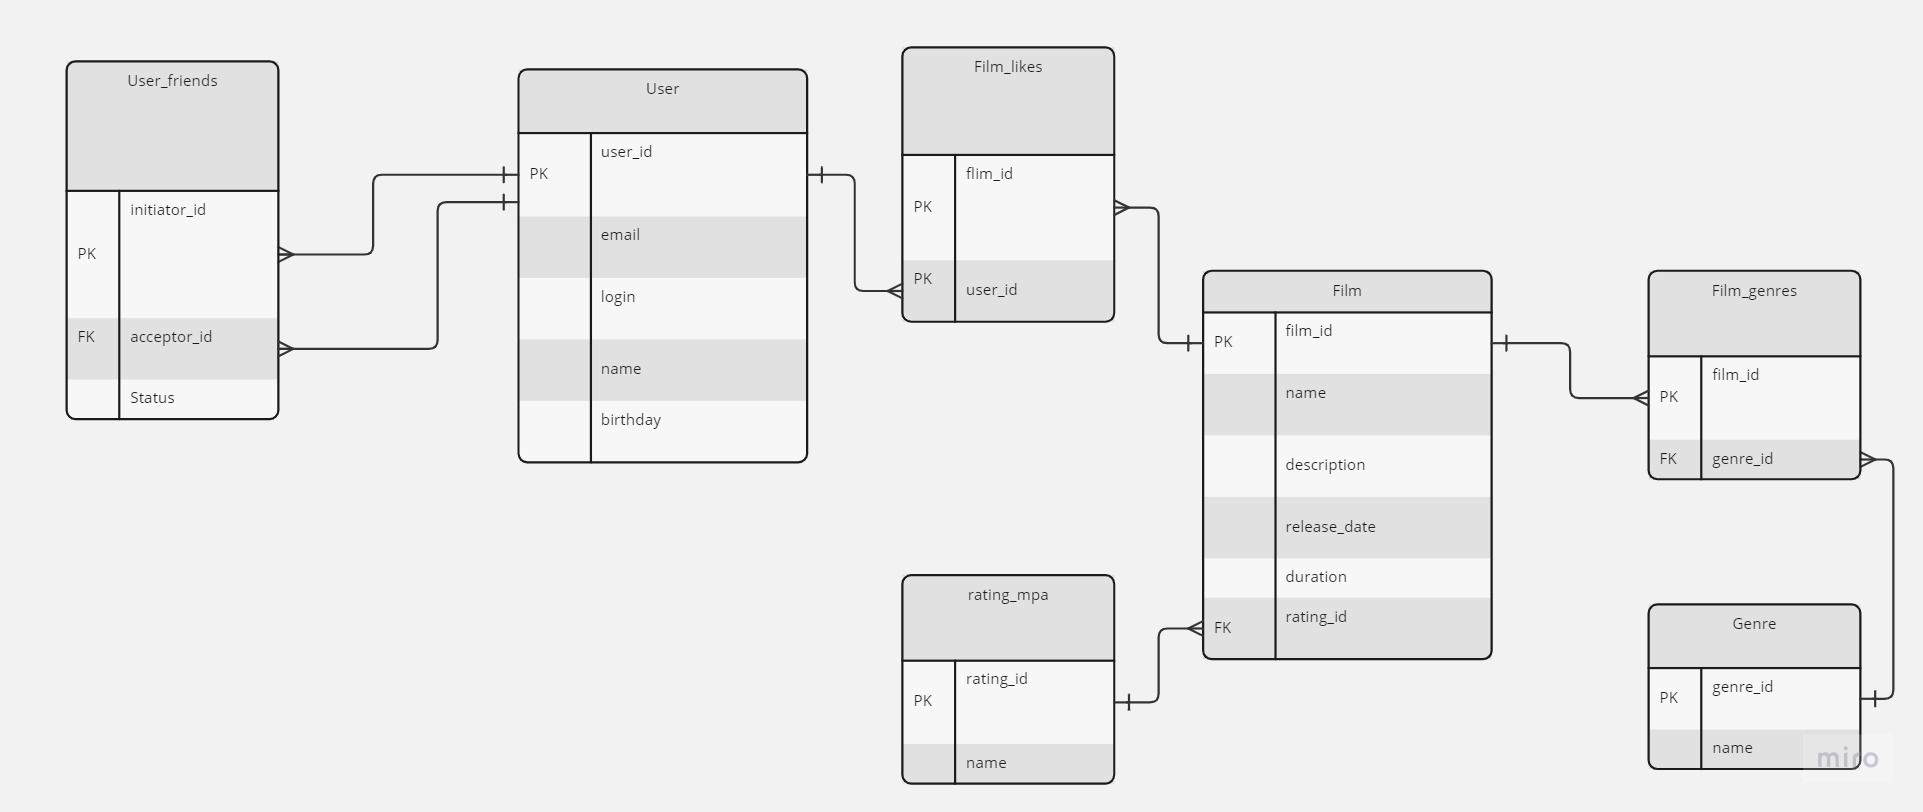 User_friends
PK initiator_id
FK acceptor_id
Status
User
PK user_id
email
login
name
birthday
Film_likes
PK flim_id
PK user_id
Film
PK film_id
name
description
release_date
duration
FK rating_id
Film_genres
PK film_id
FK genre_id
rating_mpa
PK rating_id
name
Genre
PK genre_id
name
miro